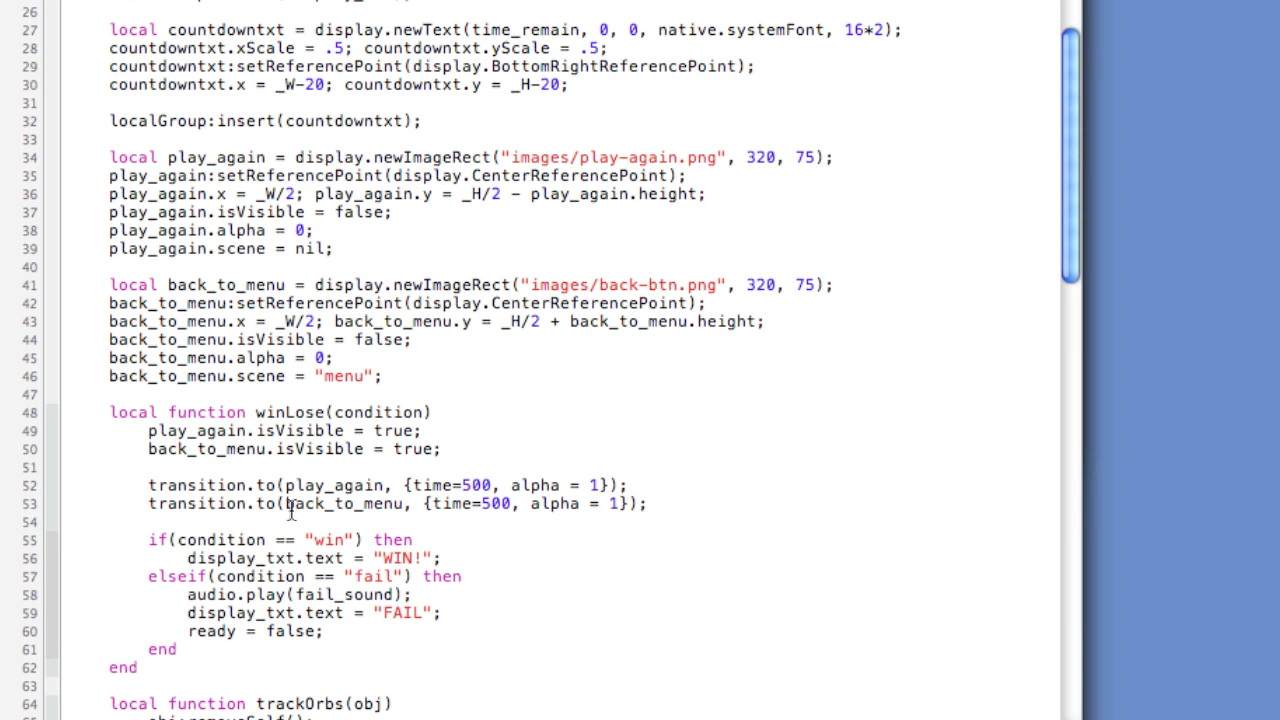 26
27 local countdowntxt = display.newText(time_remain, 0, 0, native.systemFont, 16*2);
28 countdowntxt.xScale = .5; countdowntxt.yScale = .5;
29 countdowntxt:setReferencePoint(display.BottomRightReferencePoint);
30 countdowntxt.x = _W-20; countdowntxt.y = _H-20;
31
32 localGroup:insert(countdowntxt);
33
34 local play_again = display.newImageRect("images/play-again.png", 320, 75);
35 play_again:setReferencePoint(display.CenterReferencePoint);
36 play_again.x = _W/2; play_again.y = _H/2 - play_again.height;
37 play_again.isVisible = false;
38 play_again.alpha = 0;
39 play_again.scene = nil;
40
41 local back_to_menu = display.newImageRect("images/back-btn.png", 320, 75);
42 back_to_menu:setReferencePoint(display.CenterReferencePoint);
43 back_to_menu.x = _W/2; back_to_menu.y = _H/2 + back_to_menu.height;
44 back_to_menu.isVisible = false;
45 back_to_menu.alpha = 0;
46 back_to_menu.scene = "menu";
47
48 local function winLose(condition)
49 play_again.isVisible = true;
50 back_to_menu.isVisible = true;
51
52 transition.to(play_again, {time=500, alpha = 1});
53 transition.to(back_to_menu, {time=500, alpha = 1});
54
55 if(condition == "win") then
56 display_txt.text = "WIN!";
57 elseif(condition == "fail") then
58 audio.play(fail_sound);
59 display_txt.text = "FAIL";
60 ready = false;
61 end
62 end
63
64 local function trackOrbs(obj)